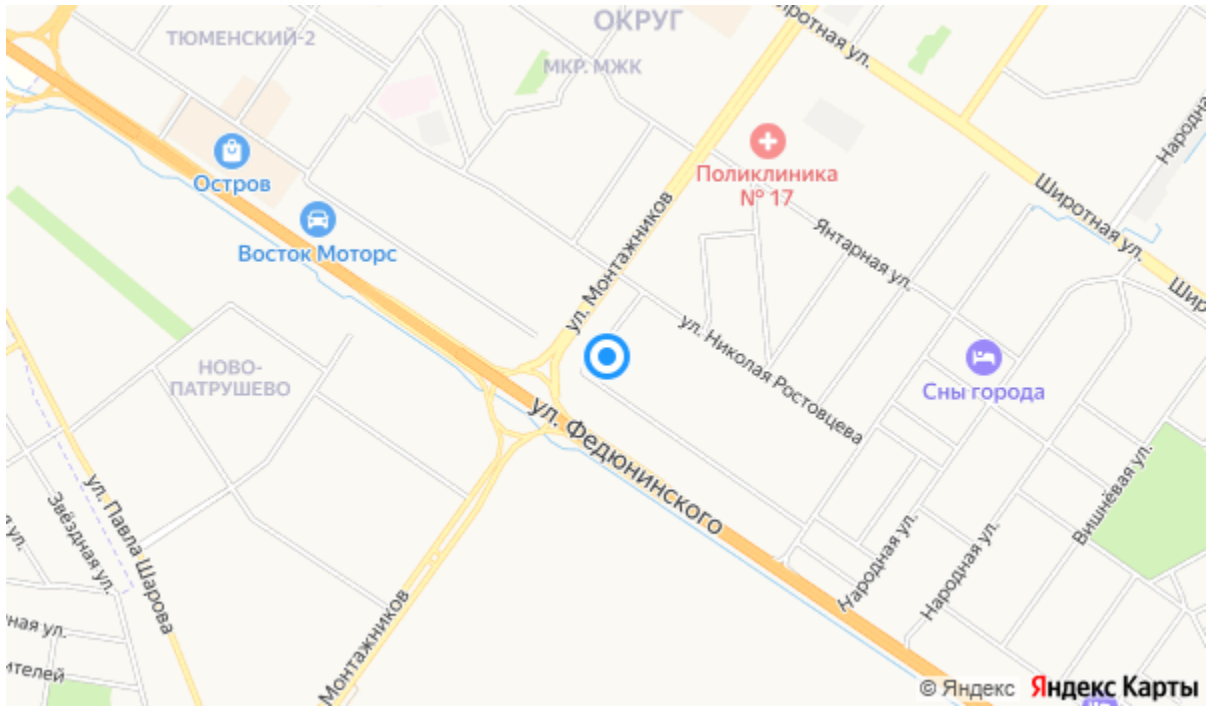 ОКРУГ
ТЮМЕНСКИЙ-2
МКР. МЖК
Широтная ул.
Народна
Остров
Поликлиника
№ 17
Восток Моторс
ул. Монтажников
Янтарная ул.
Широтная ул.
Шир
ул. Николая Ростовцева
НОВО-
ПАТРУШЕВО
Сны города
ул. Федюнинского
ул. Павла Шарова
Звёздная ул.
ул.
Вишнёвая ул.
Народная ул.
Народная ул.
ная ул.
ителей
Монтажников
© Яндекс Яндекс Карты